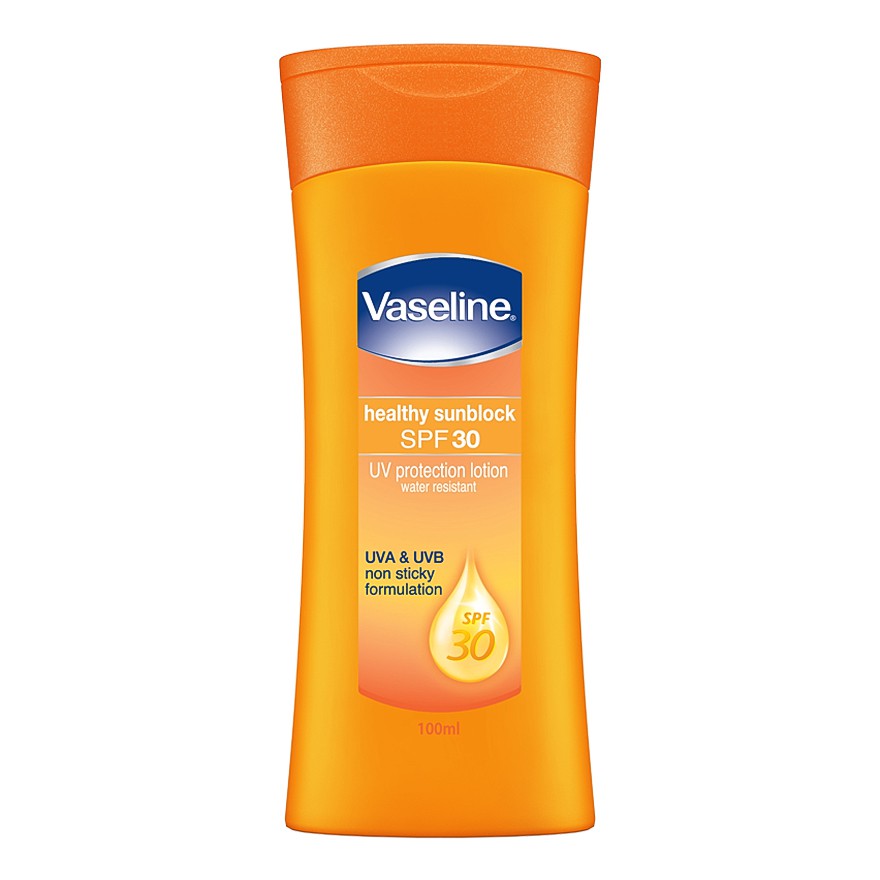 Vaseline®
healthy sunblock
SPF 30
UV protection lotion
water resistant
UVA & UVB
non sticky
formulation
SPF
30
100ml